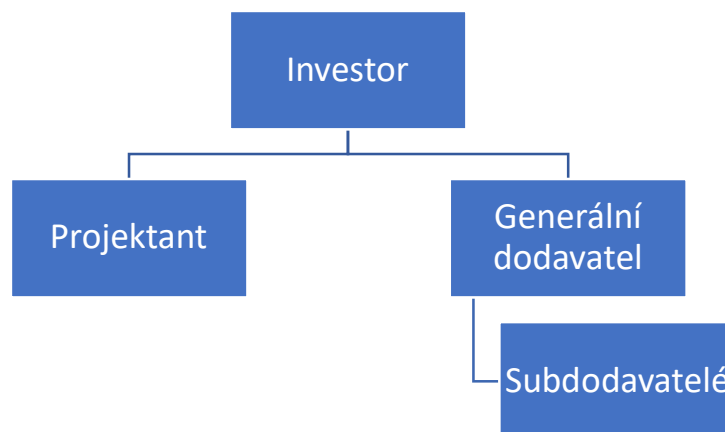 Investor
Projektant
Generální
dodavatel
Subdodavatelé